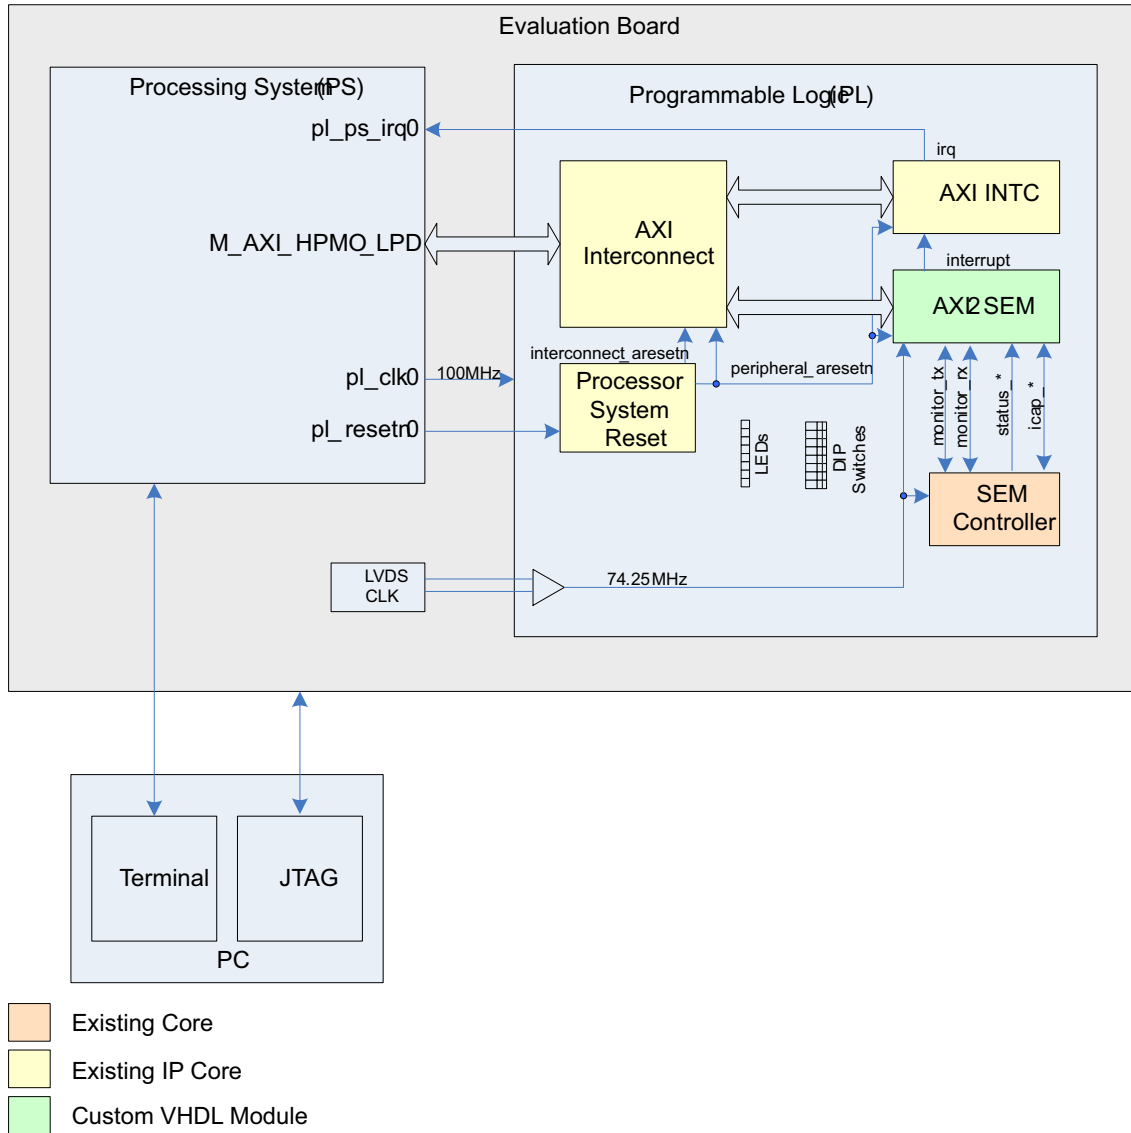 Evaluation Board
Processing System (PS)
Programmable Logic (PL)
pl_ps_irq0
irq
AXI INTC
AXI
Interconnect
M_AXI_HPM0_LPD
interrupt
AXI2SEM
interconnect_aresetn
peripheral_aresetn
pl_clk0
100MHz
Processor
System
Reset
pl_resetn0
monitor_tx
monitor_rx
status_*
icap_*
LEDs
DIP
Switches
SEM
Controller
LVDS
CLK
74.25MHz
Terminal
JTAG
PC
Existing Core
Existing IP Core
Custom VHDL Module